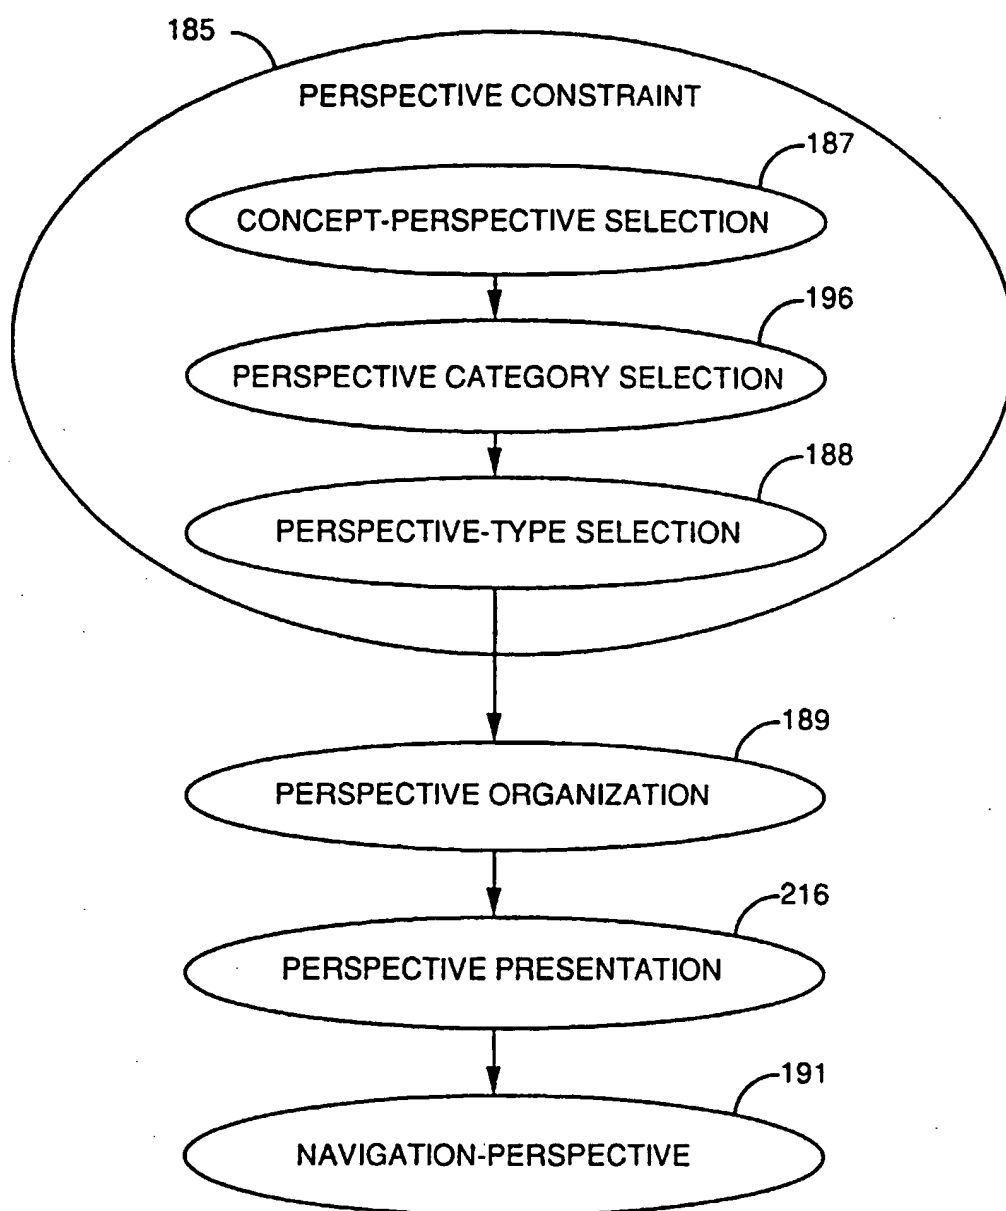 185
PERSPECTIVE CONSTRAINT
187
CONCEPT-PERSPECTIVE SELECTION
196
PERSPECTIVE CATEGORY SELECTION
188
PERSPECTIVE-TYPE SELECTION
189
PERSPECTIVE ORGANIZATION
216
PERSPECTIVE PRESENTATION
191
NAVIGATION-PERSPECTIVE